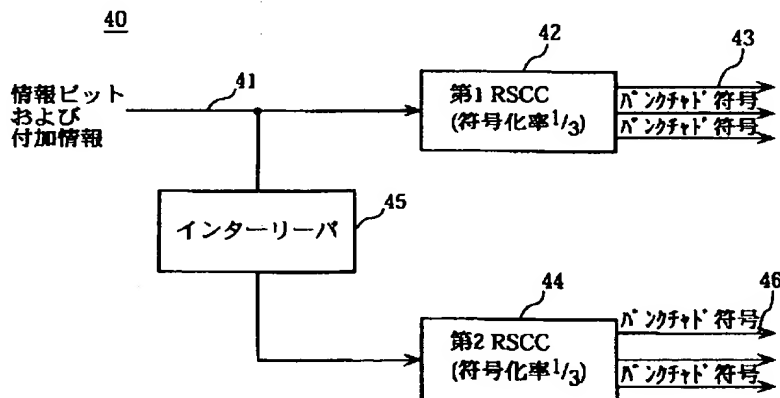 40
情報ビット
および
付加情報
41
42
第1 RSCC
(符号化率1/3)
43
パンクチャド符号
パンクチャド符号
インターリーバ
45
44
第2 RSCC
(符号化率1/3)
46
パンクチャド符号
パンクチャド符号